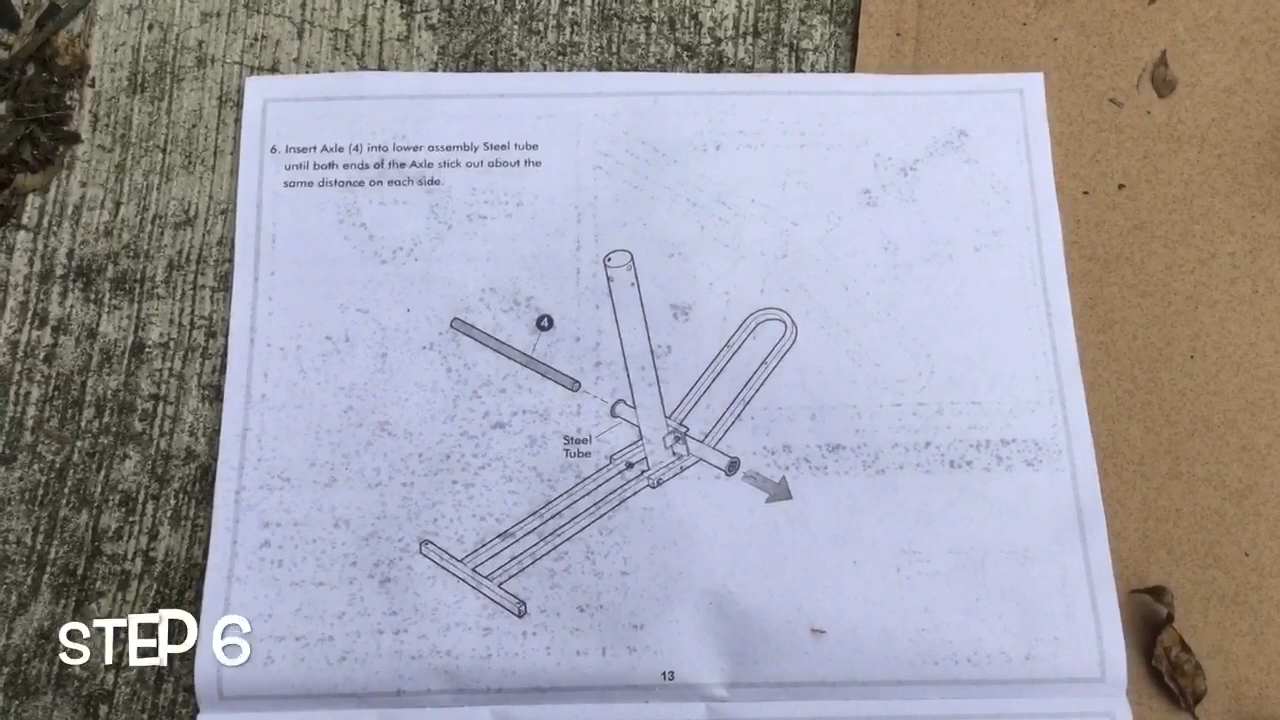 6. Insert Axle (4) into lower assembly Steel tube
until both ends of the Axle stick out about the
same distance on each side.
4
Steel
Tube
13
STEP 6